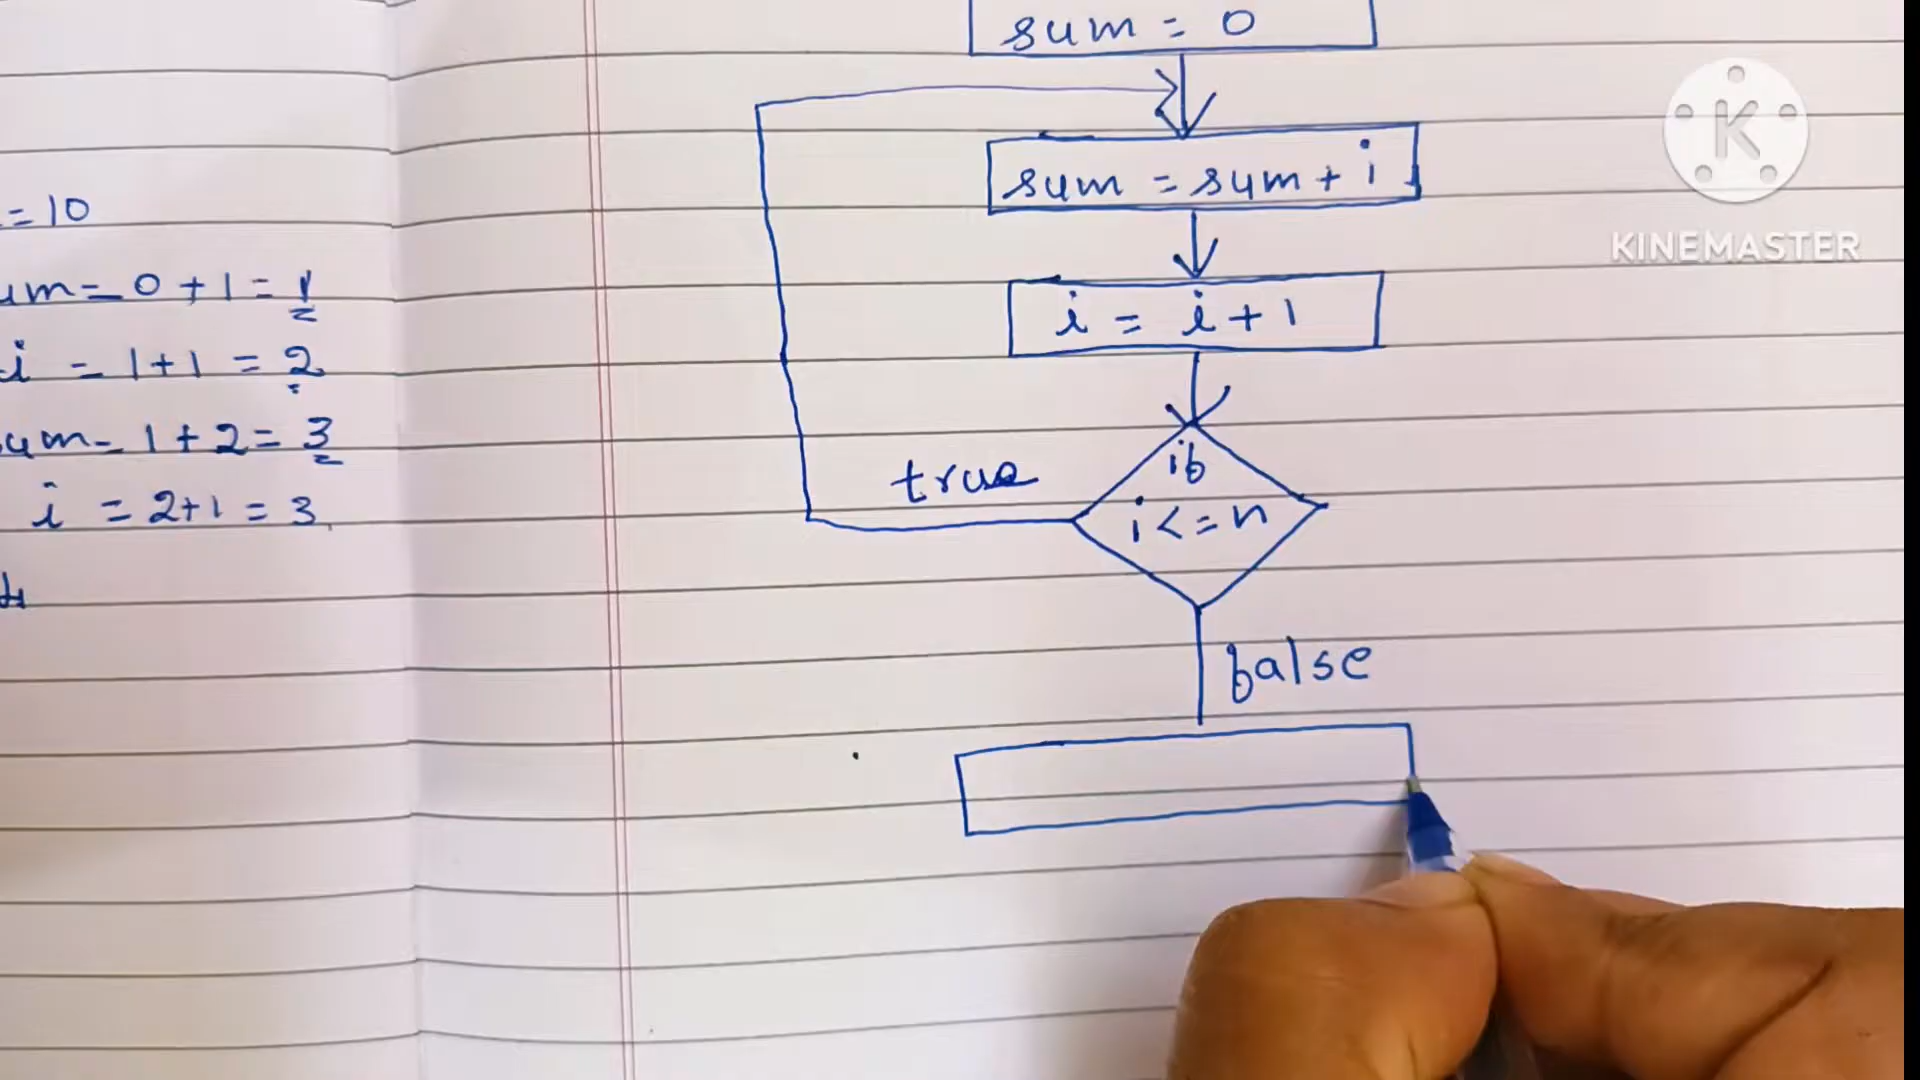 =10
um=0+1=1
i=1+1=2
sum=1+2=3
i=2+1=3
sum=0
sum=sum+i
i=i+1
if
i<=n
true
false
KINEMASTER